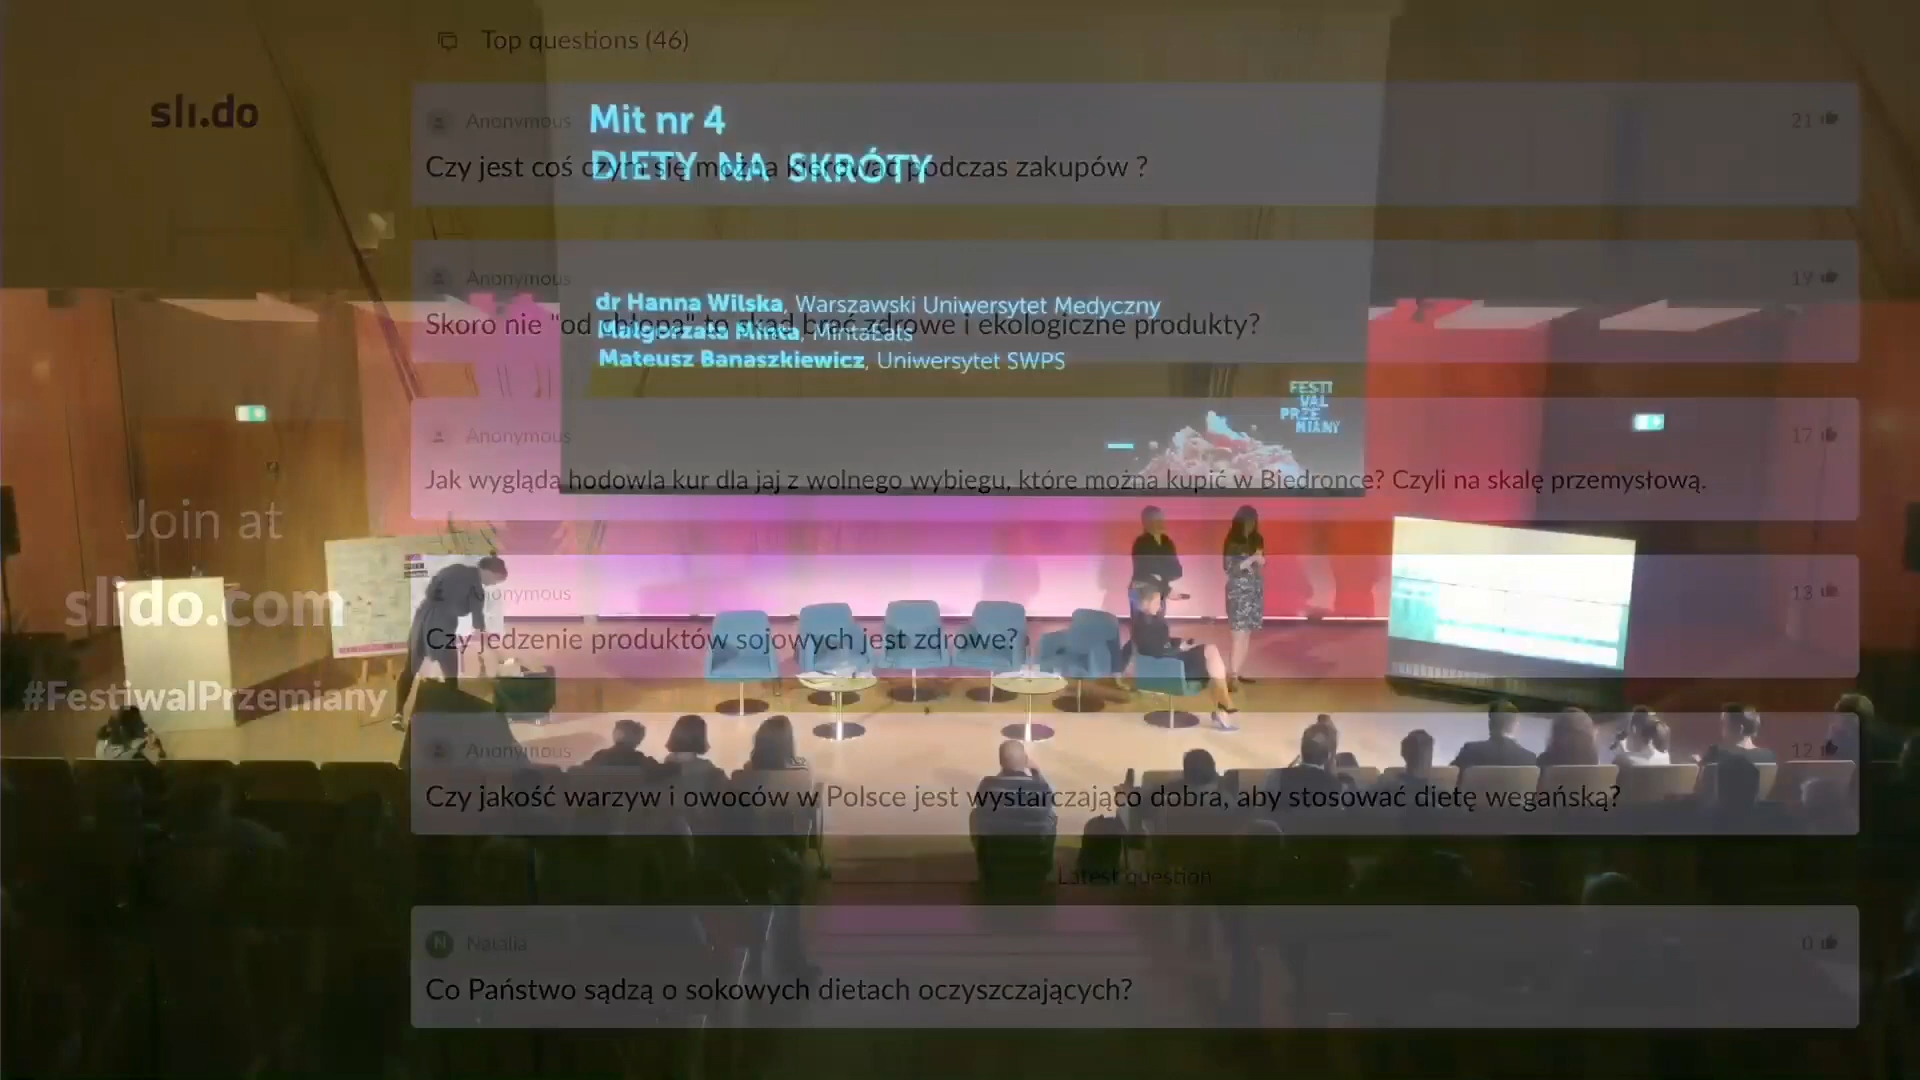 Top questions (46)
sli.do
Anonymous
21
Czy jest coś czym się można kierować podczas zakupów ?
Mit nr 4
DIETY NA SKRÓTY
Anonymous
19
Skoro nie "od chłopa" to skąd brać zdrowe i ekologiczne produkty?
dr Hanna Wilska, Warszawski Uniwersytet Medyczny
Małgorzata Minta, MintaEats
Mateusz Banaszkiewicz, Uniwersytet SWPS
FESTI
VAL
PRZE
MIANY
Anonymous
17
Jak wygląda hodowla kur dla jaj z wolnego wybiegu, które można kupić w Biedronce? Czyli na skalę przemysłową.
Join at
slido.com
#FestiwalPrzemiany
Anonymous
13
Czy jedzenie produktów sojowych jest zdrowe?
Anonymous
12
Czy jakość warzyw i owoców w Polsce jest wystarczająco dobra, aby stosować dietę wegańską?
Latest question
N
Natalia
0
Co Państwo sądzą o sokowych dietach oczyszczających?